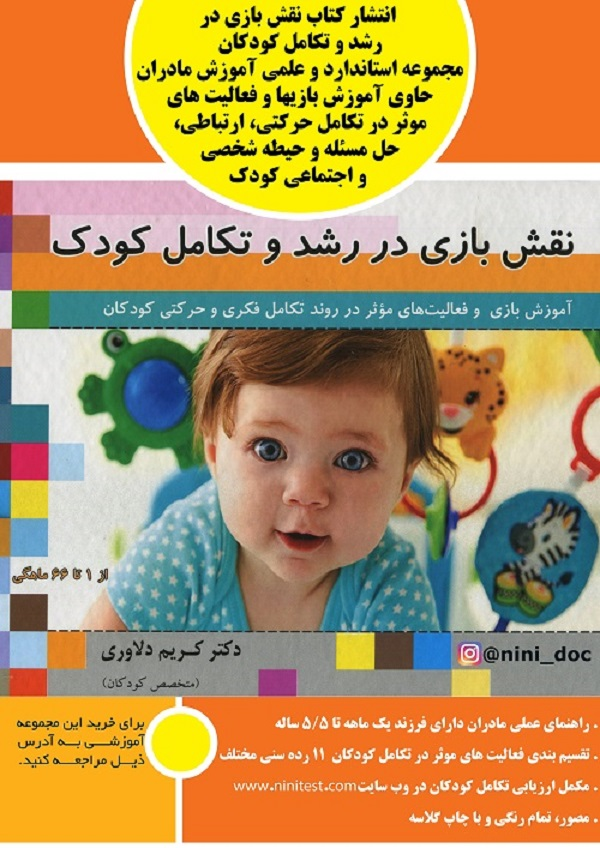 انتشار کتاب نقش بازی در
رشد و تکامل کودکان
مجموعه استاندارد و علمی آموزش مادران
حاوی آموزش بازیها و فعالیت های
موثر در تکامل حرکتی، ارتباطی،
حل مسئله و حیطه شخصی
و اجتماعی کودک
نقش بازی در رشد و تکامل کودک
آموزش بازی و فعالیت‌های مؤثر در روند تکامل فکری و حرکتی کودکان
از ۱ تا ۶۶ ماهگی
دکتر کریم دلاوری
(متخصص کودکان)
@nini_doc
. راهنمای عملی مادران دارای فرزند یک ماهه تا ۵/۵ ساله
. تقسیم بندی فعالیت های موثر در تکامل کودکان ۱۱ رده سنی مختلف
. مکمل ارزیابی تکامل کودکان در وب سایت www.ninitest.com
. مصور، تمام رنگی و با چاپ گلاسه
برای خرید این مجموعه
آموزشی به آدرس
ذیل مراجعه کنید.